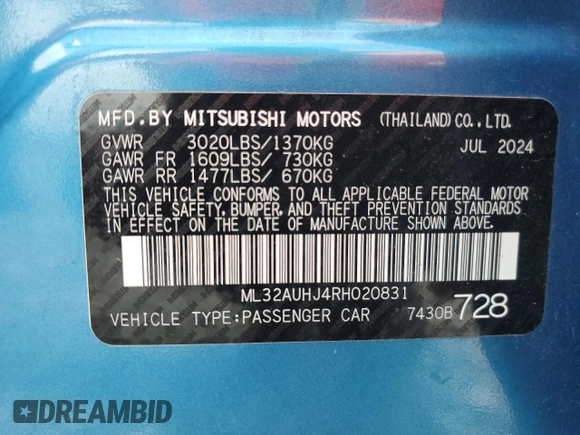 MFD.BY MITSUBISHI MOTORS (THAILAND)CO.,LTD.
GVWR 3020LBS/1370KG JUL 2024
GAWR FR 1609LBS/ 730KG
GAWR RR 1477LBS/ 670KG
THIS VEHICLE CONFORMS TO ALL APPLICABLE FEDERAL MOTOR
VEHICLE SAFETY, BUMPER, AND THEFT PREVENTION STANDARDS
IN EFFECT ON THE DATE OF MANUFACTURE SHOWN ABOVE.
ML32AUHJ4RH020831
VEHICLE TYPE:PASSENGER CAR 7430B 728
DREAMBID